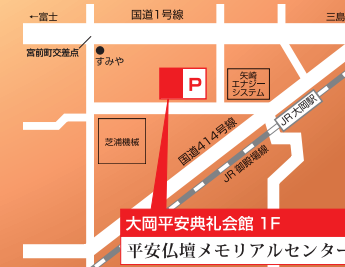 ←富士
国道1号線
三島
宮前町交差点
すみや
P
矢崎
エナジー
システム
JR大岡駅
芝浦機械
国道414号線
JR御殿場線
大岡平安典礼会館 1F
平安仏壇メモリアルセンター